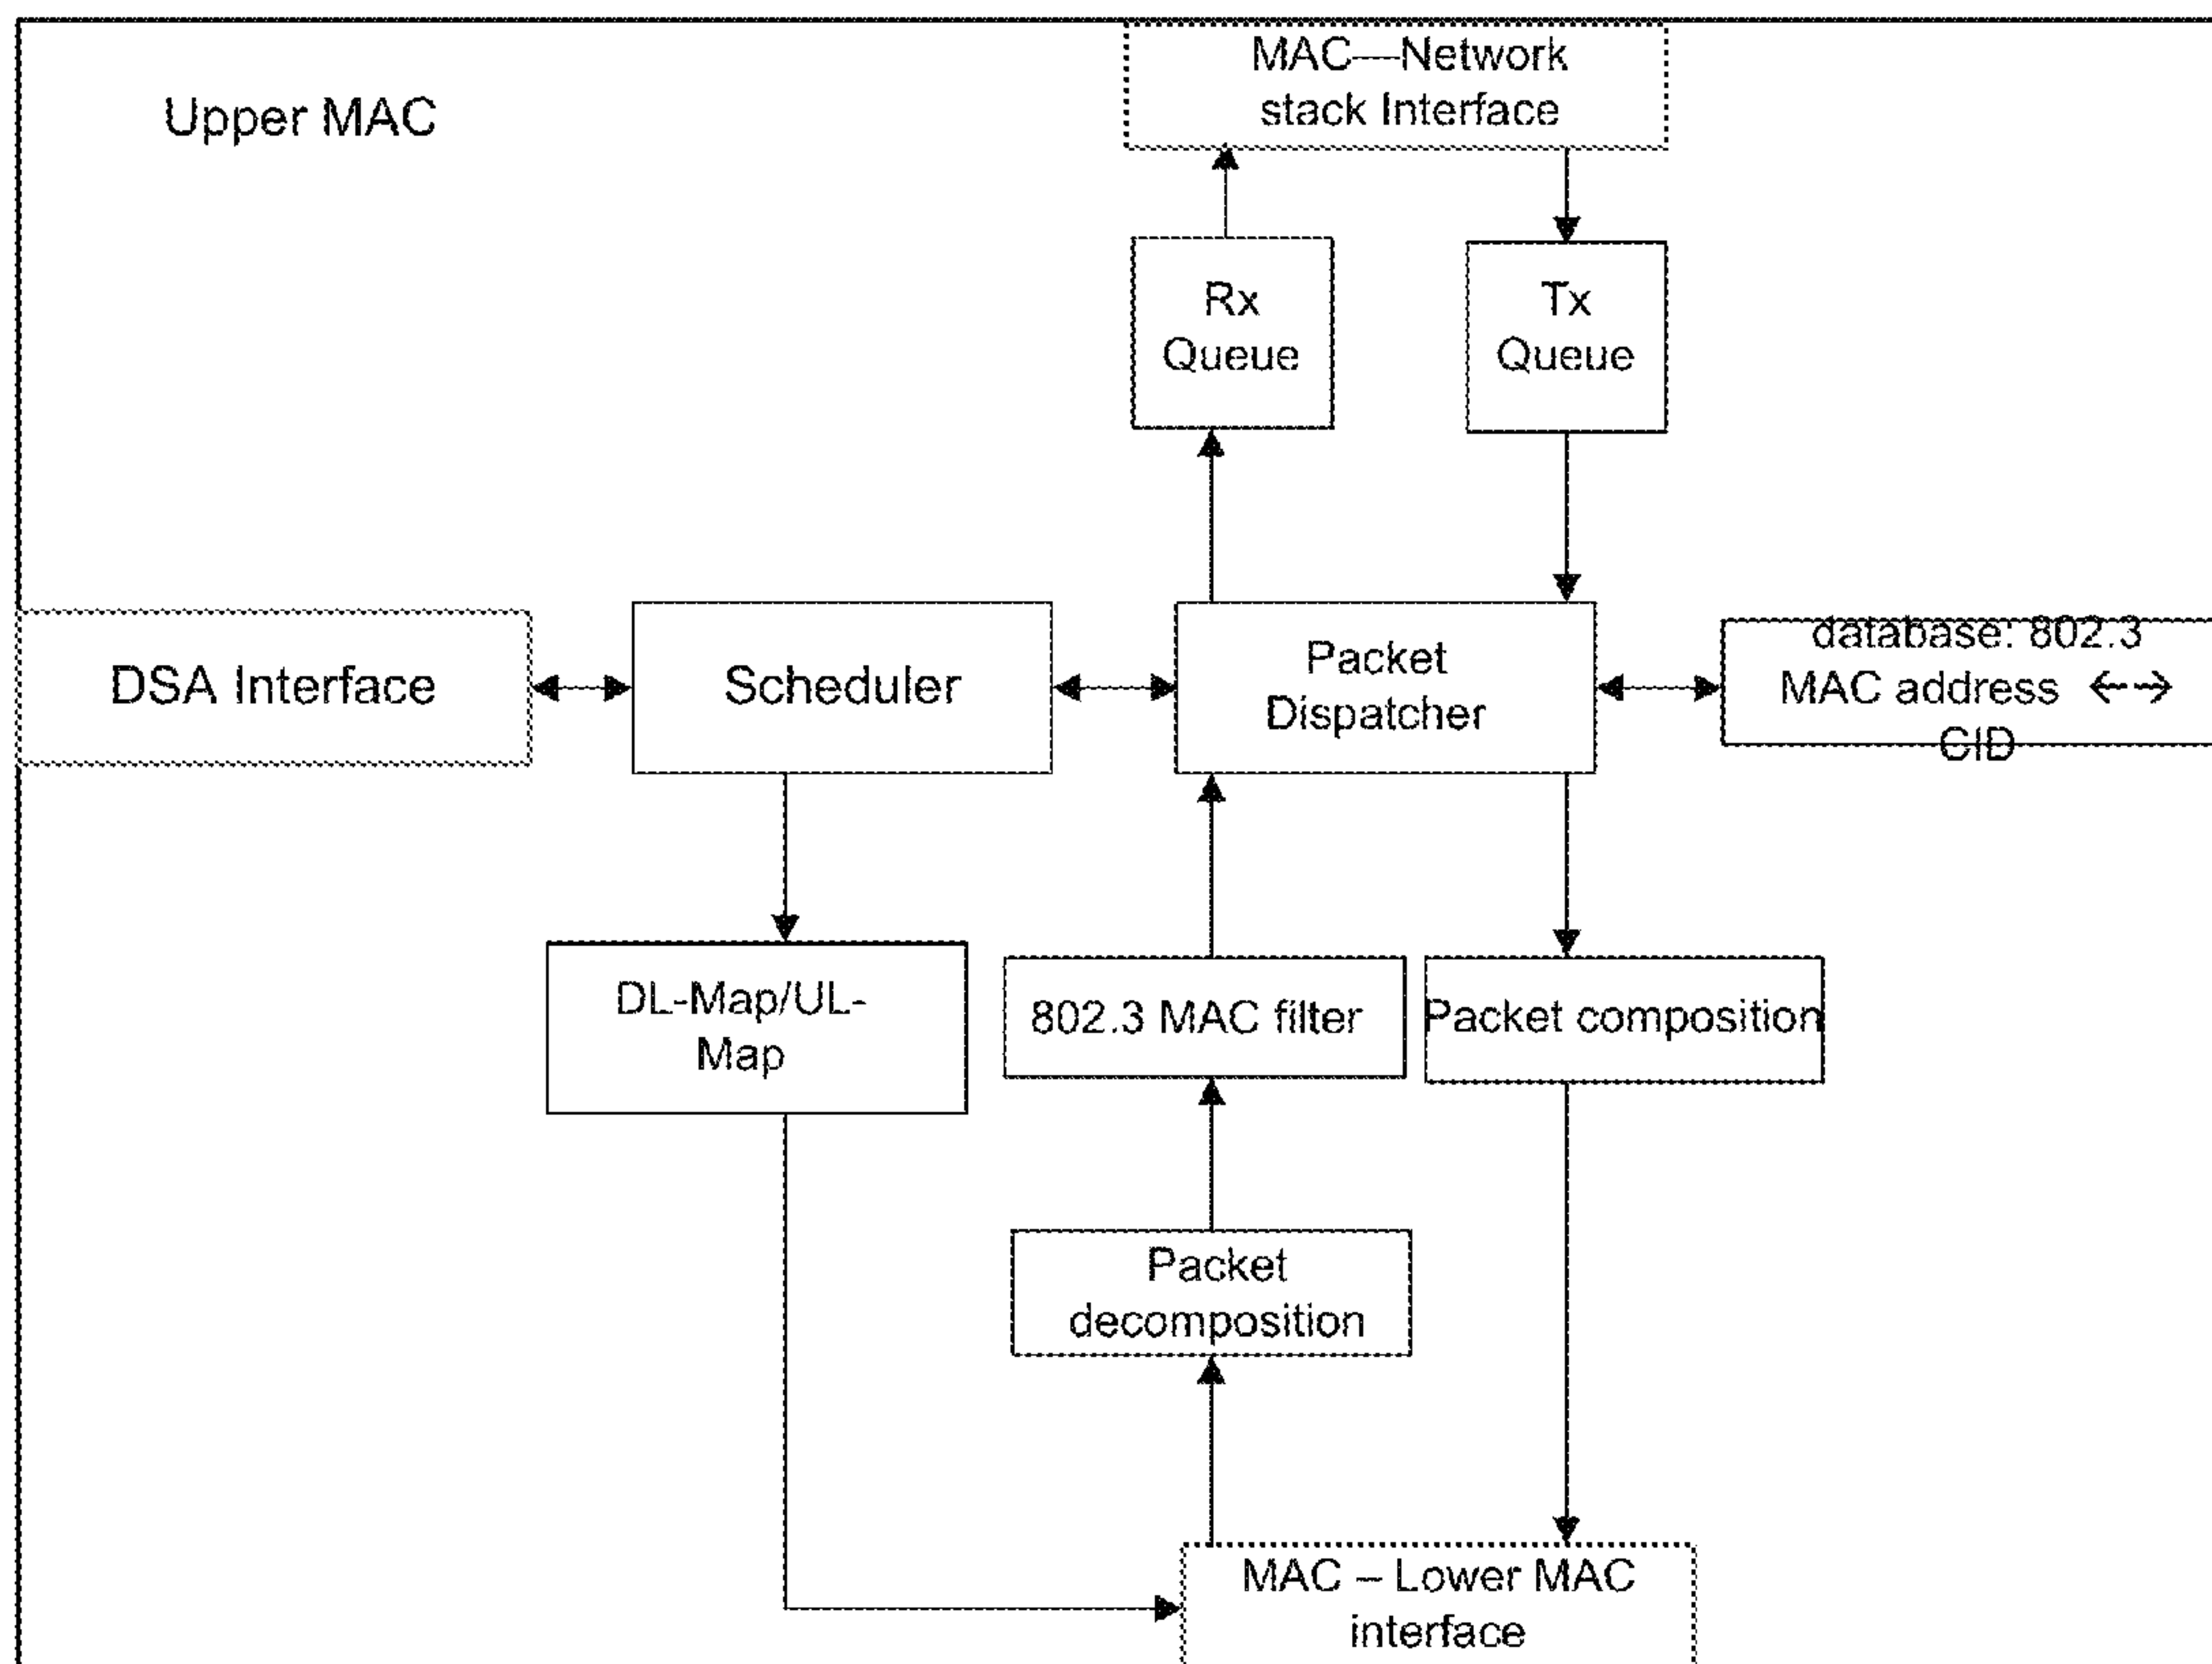 MAC—Network
stack Interface
Upper MAC
Rx
Queue
Tx
Queue
DSA Interface
Scheduler
Packet
Dispatcher
database: 802.3
MAC address ←→
CID
DL-Map/UL-
Map
802.3 MAC filter
Packet composition
Packet
decomposition
MAC – Lower MAC
interface